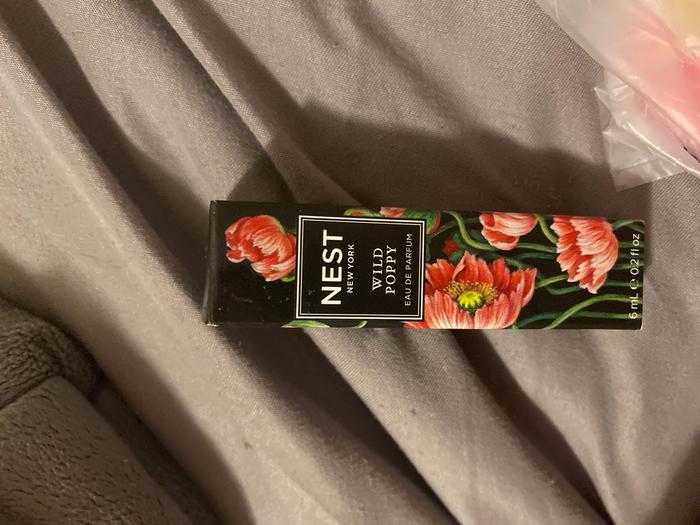 NEST
NEW YORK
WILD
POPPY
EAU DE PARFUM
6 mL ℮ 0.2 fl oz